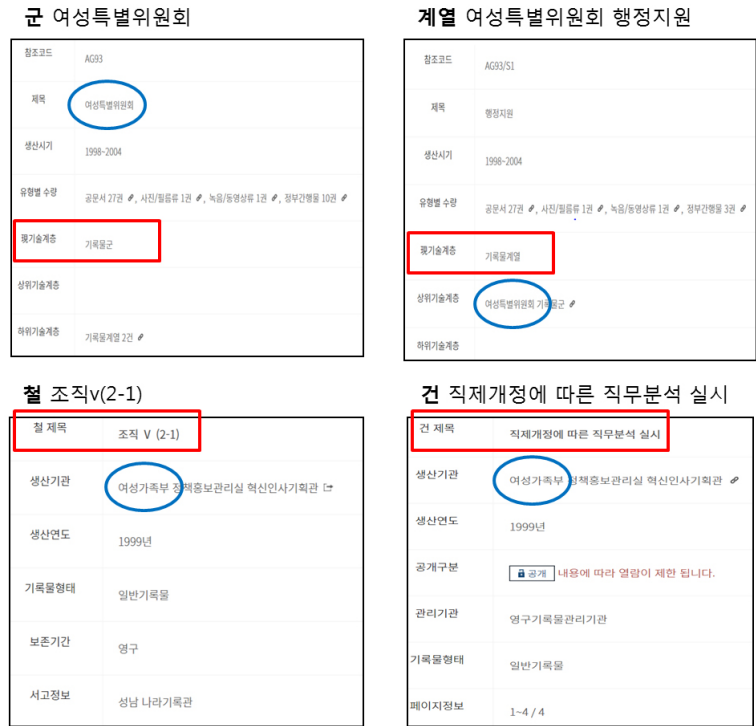 군 여성특별위원회
참조코드 AG93
제목 여성특별위원회
생산시기 1998~2004
유형별 수량 공문서 27권 , 사진/필름류 1권 , 녹음/동영상류 1권 , 정부간행물 10권
現기술계층 기록물군
상위기술계층
하위기술계층 기록물계열 2건
계열 여성특별위원회 행정지원
참조코드 AG93/S1
제목 행정지원
생산시기 1998~2004
유형별 수량 공문서 27권 , 사진/필름류 1권 , 녹음/동영상류 1권 , 정부간행물 3권
現기술계층 기록물계열
상위기술계층 여성특별위원회 기록물군
하위기술계층
철 조직v(2-1)
철 제목 조직 V (2-1)
생산기관 여성가족부 정책홍보관리실 혁신인사기획관
생산연도 1999년
기록물형태 일반기록물
보존기간 영구
서고정보 성남 나라기록관
건 직제개정에 따른 직무분석 실시
건 제목 직제개정에 따른 직무분석 실시
생산기관 여성가족부 정책홍보관리실 혁신인사기획관
생산연도 1999년
공개구분 공개 내용에 따라 열람이 제한 됩니다.
관리기관 영구기록물관리기관
기록물형태 일반기록물
페이지정보 1~4 / 4